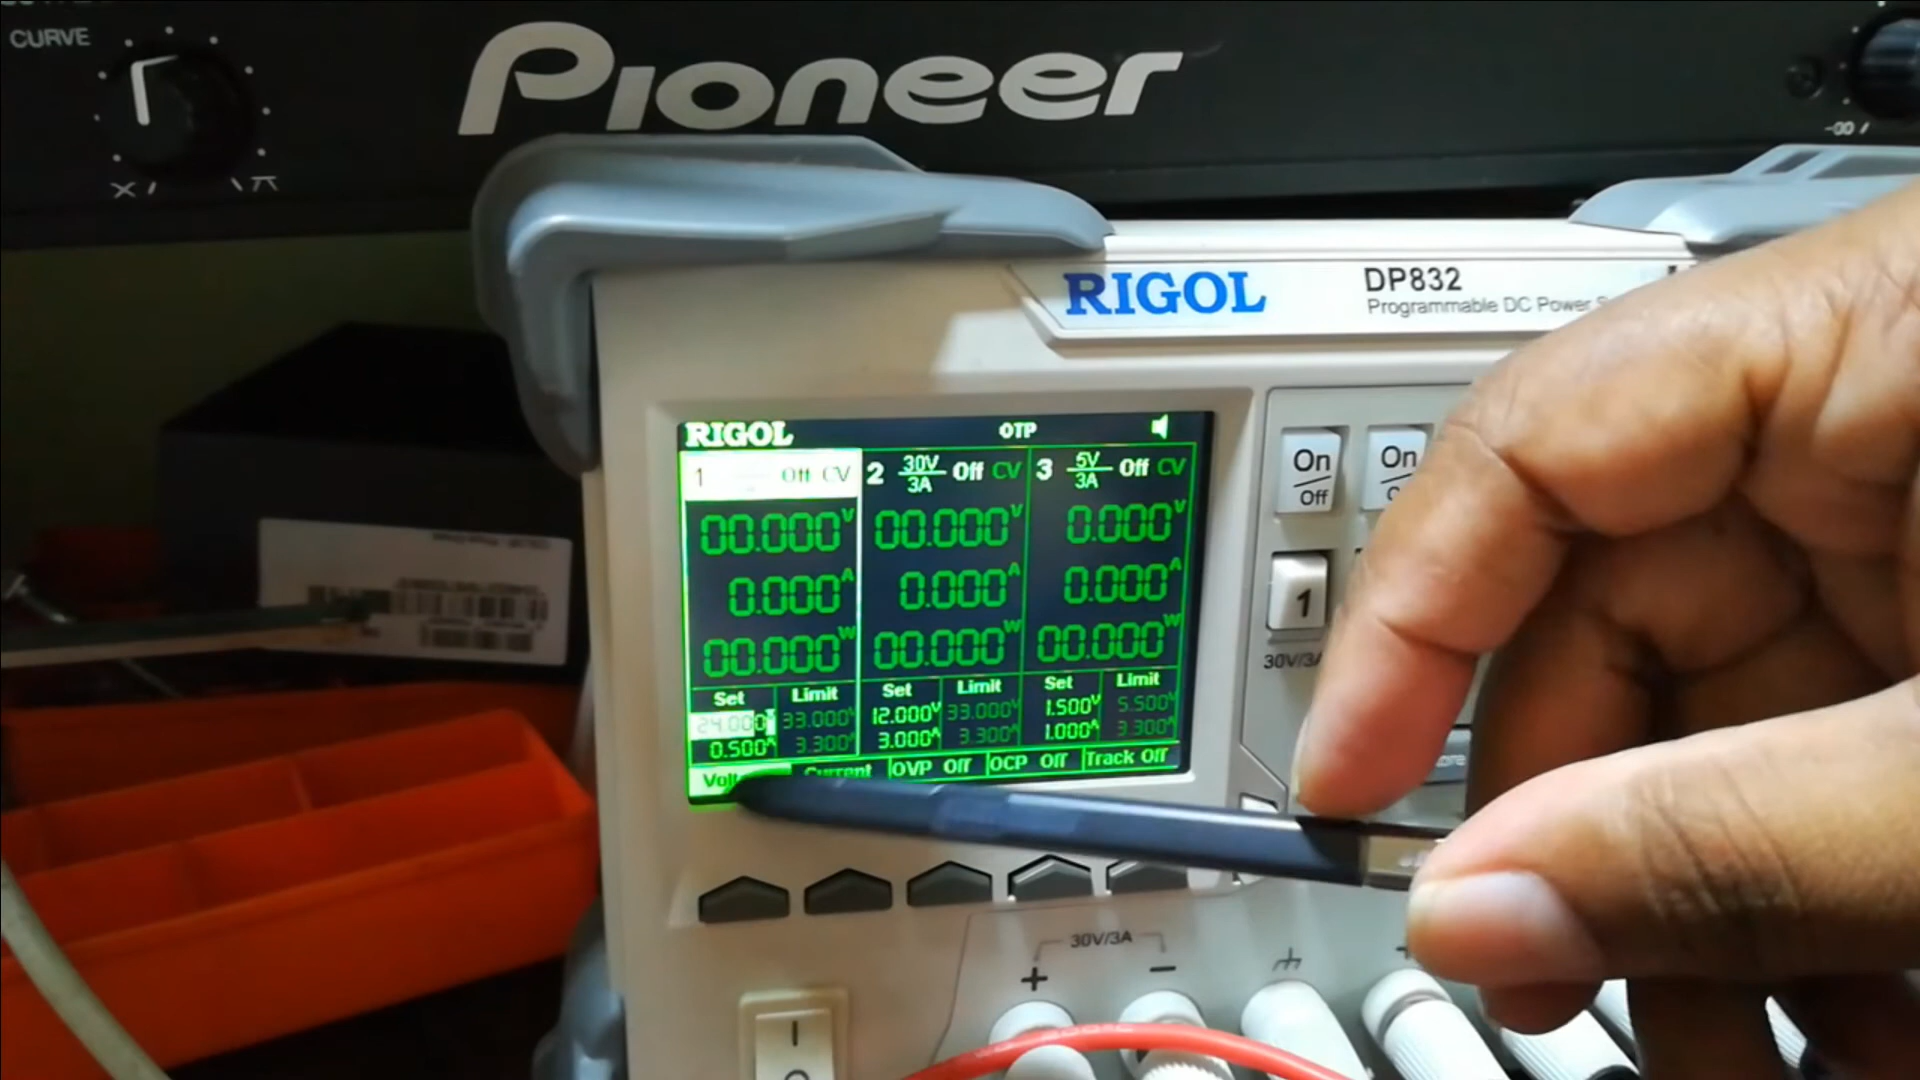 CURVE
Pioneer
RIGOL
DP832
Programmable DC Power S
RIGOL OTP
1 Off CV 2 30V/3A Off CV 3 5V/3A Off CV
00.000V 00.000V 0.000V
0.000A 0.000A 0.000A
00.000W 00.000W 00.000W
Set Limit Set Limit Set Limit
24.000V 33.000V 12.000V 33.000V 1.500V 5.500V
0.500A 3.300A 3.000A 3.300A 1.000A 3.300A
Current OVP Off OCP Off Track Off
On/Off On
1
30V/3A
30V/3A
+ −